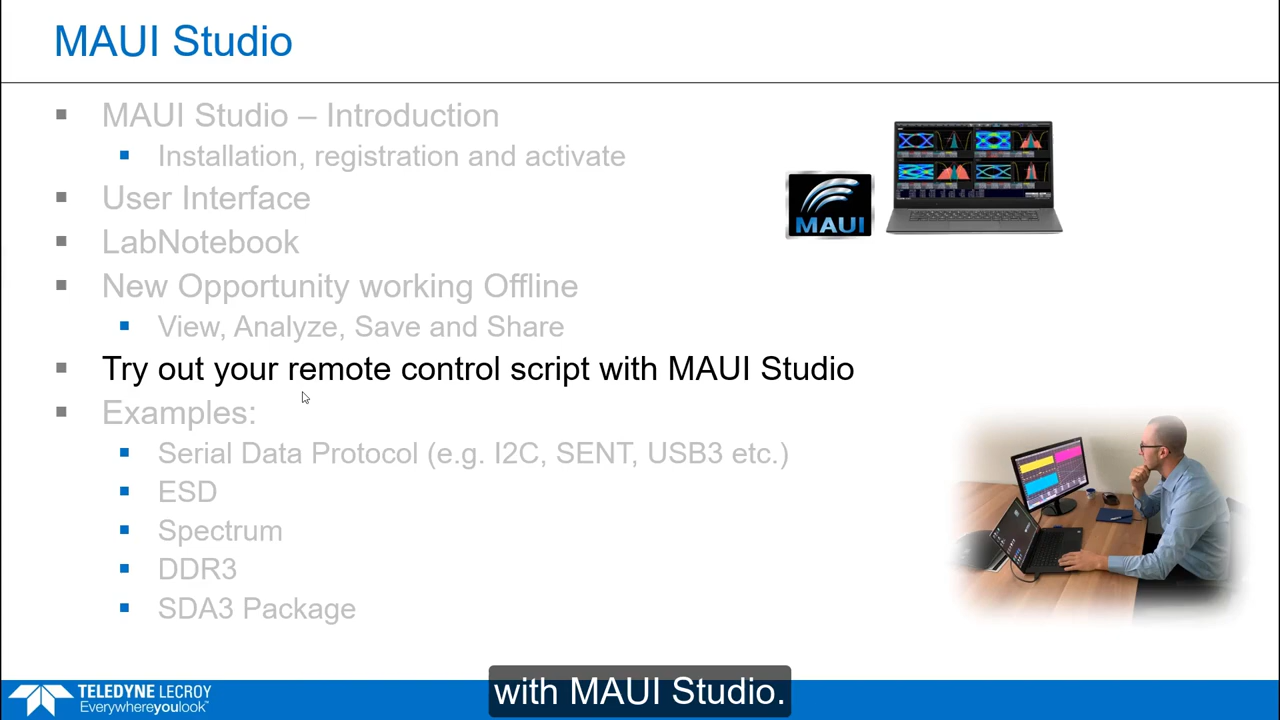 MAUI Studio
MAUI Studio – Introduction
Installation, registration and activate
User Interface
LabNotebook
New Opportunity working Offline
View, Analyze, Save and Share
Try out your remote control script with MAUI Studio
Examples:
Serial Data Protocol (e.g. I2C, SENT, USB3 etc.)
ESD
Spectrum
DDR3
SDA3 Package
MAUI
TELEDYNE LECROY
Everywhereyoulook™
with MAUI Studio.